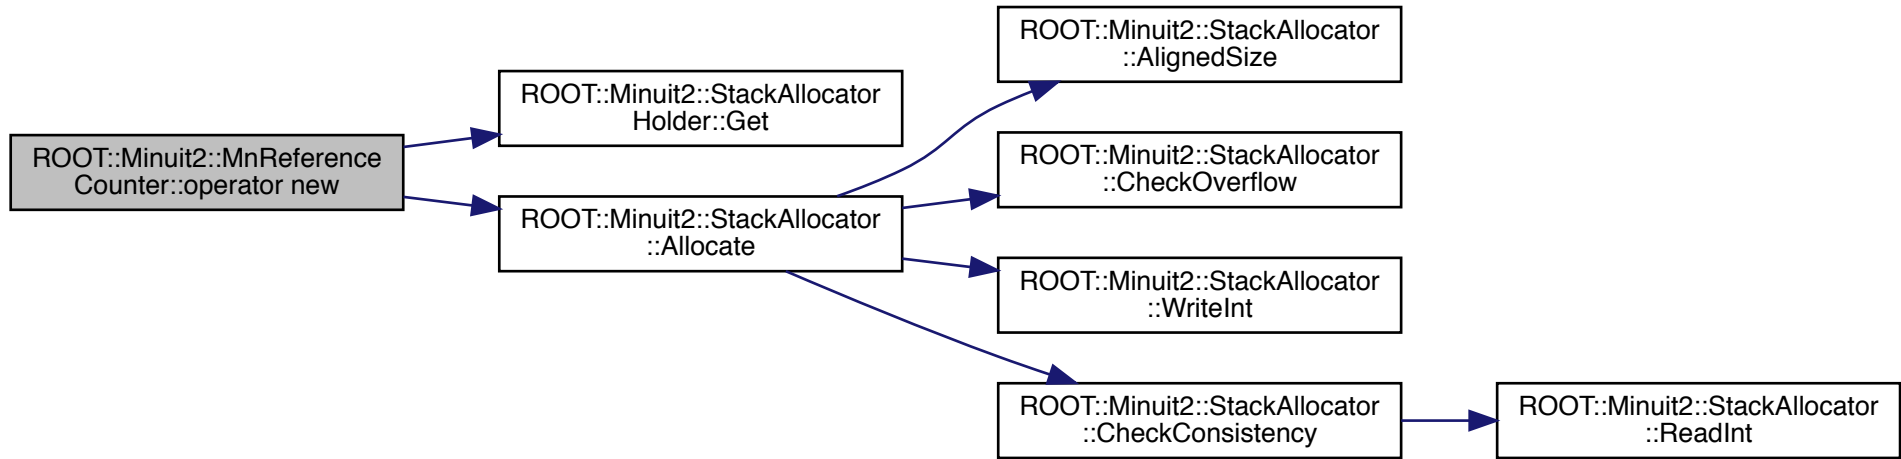 ROOT::Minuit2::MnReference
Counter::operator new
ROOT::Minuit2::StackAllocator
Holder::Get
ROOT::Minuit2::StackAllocator
::Allocate
ROOT::Minuit2::StackAllocator
::AlignedSize
ROOT::Minuit2::StackAllocator
::CheckOverflow
ROOT::Minuit2::StackAllocator
::WriteInt
ROOT::Minuit2::StackAllocator
::CheckConsistency
ROOT::Minuit2::StackAllocator
::ReadInt